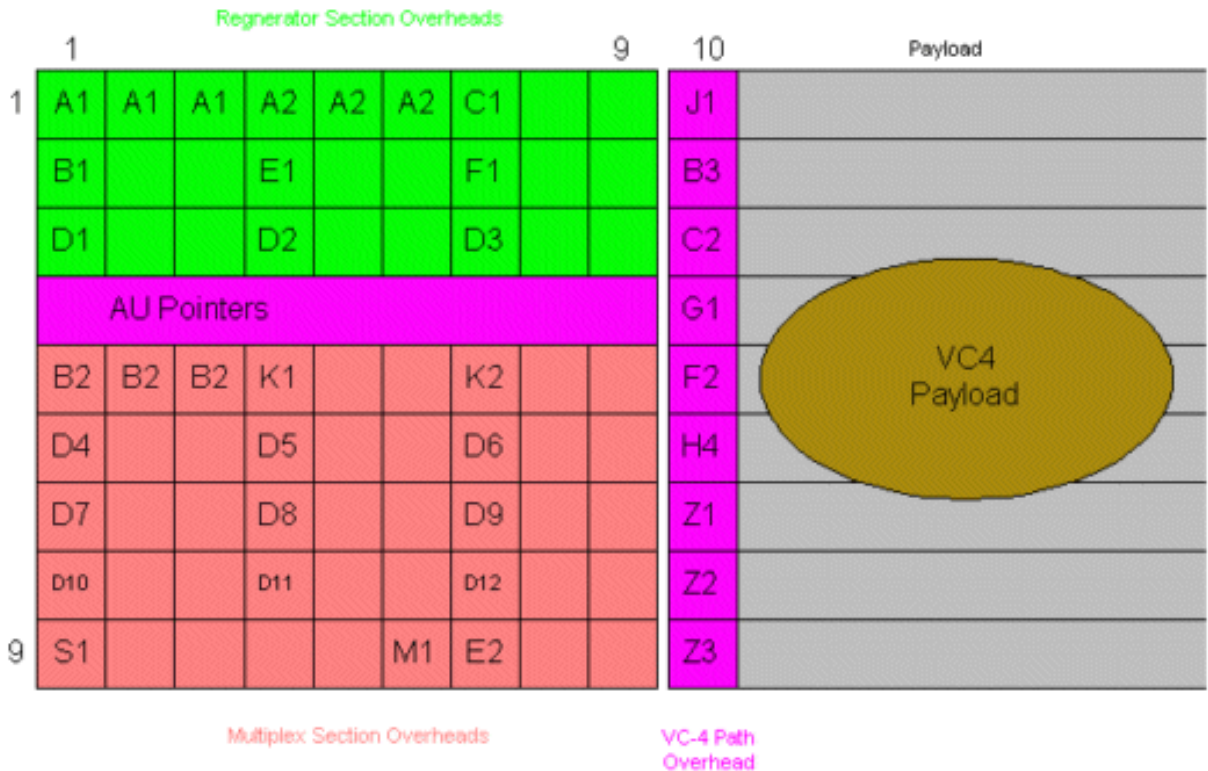 Regnerator Section Overheads
1 9 10 Payload
1 A1 A1 A1 A2 A2 A2 C1 J1
B1 E1 F1 B3
D1 D2 D3 C2
AU Pointers G1
B2 B2 B2 K1 K2 F2 VC4
Payload
D4 D5 D6 H4
D7 D8 D9 Z1
D10 D11 D12 Z2
9 S1 M1 E2 Z3
Multiplex Section Overheads VC-4 Path
Overhead